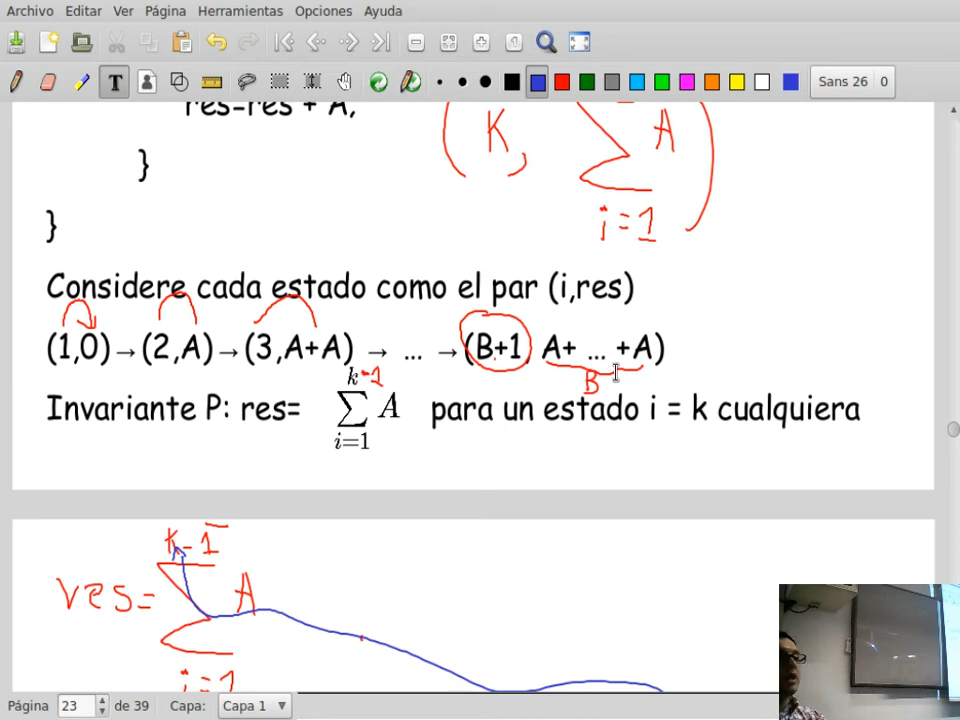 Archivo Editar Ver Página Herramientas Opciones Ayuda
T Sans 26 0
res=res + A;
( K, Σ A )
i=1
}
}
Considere cada estado como el par (i,res)
(1,0)→(2,A)→(3,A+A) → ... →(B+1, A+ ... +A)
B
k -1
Invariante P: res= ∑ A para un estado i = k cualquiera
i=1
K-1
res= Σ A
i=1
Página 23 de 39 Capa: Capa 1